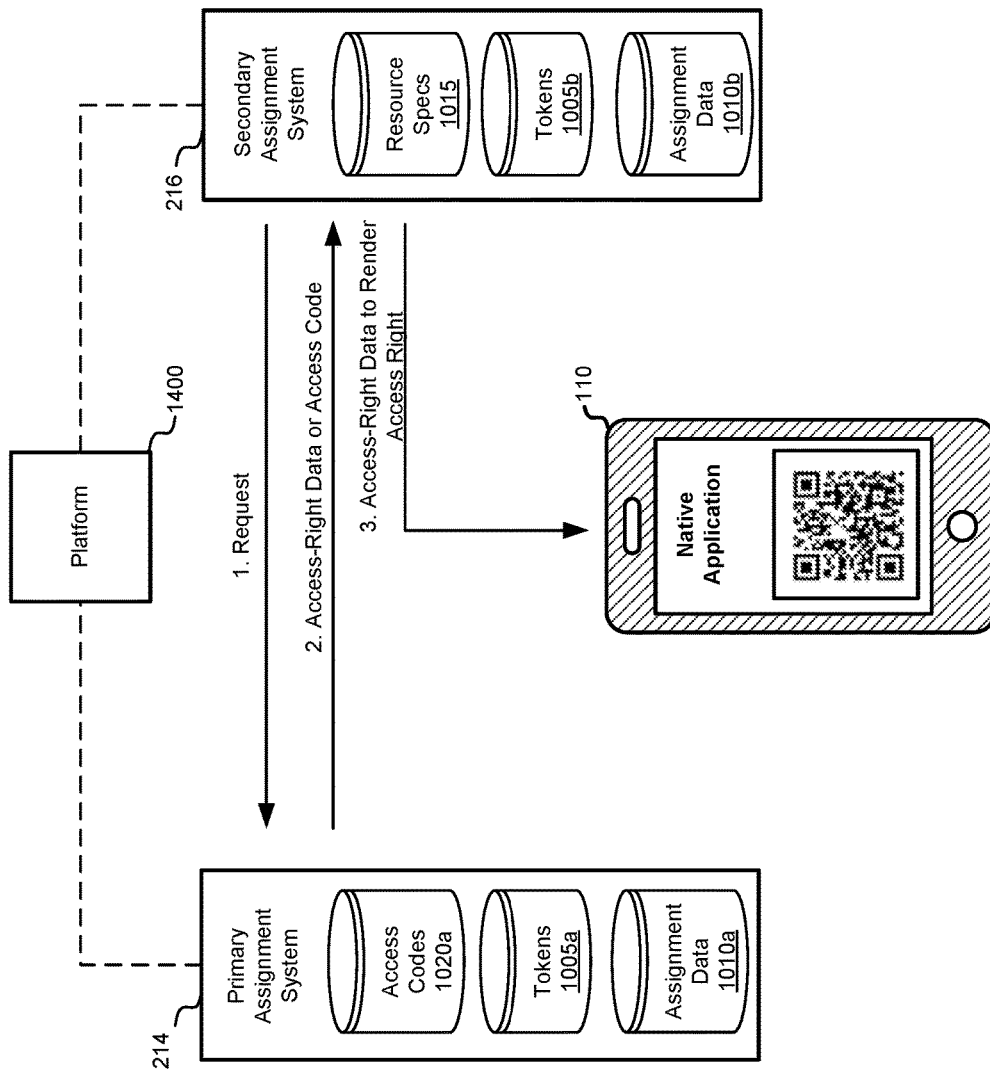 Platform
1400
214
Primary
Assignment
System
Access
Codes
1020a
Tokens
1005a
Assignment
Data
1010a
1. Request
2. Access-Right Data or Access Code
3. Access-Right Data to Render
Access Right
216
Secondary
Assignment
System
Resource
Specs
1015
Tokens
1005b
Assignment
Data
1010b
110
Native
Application